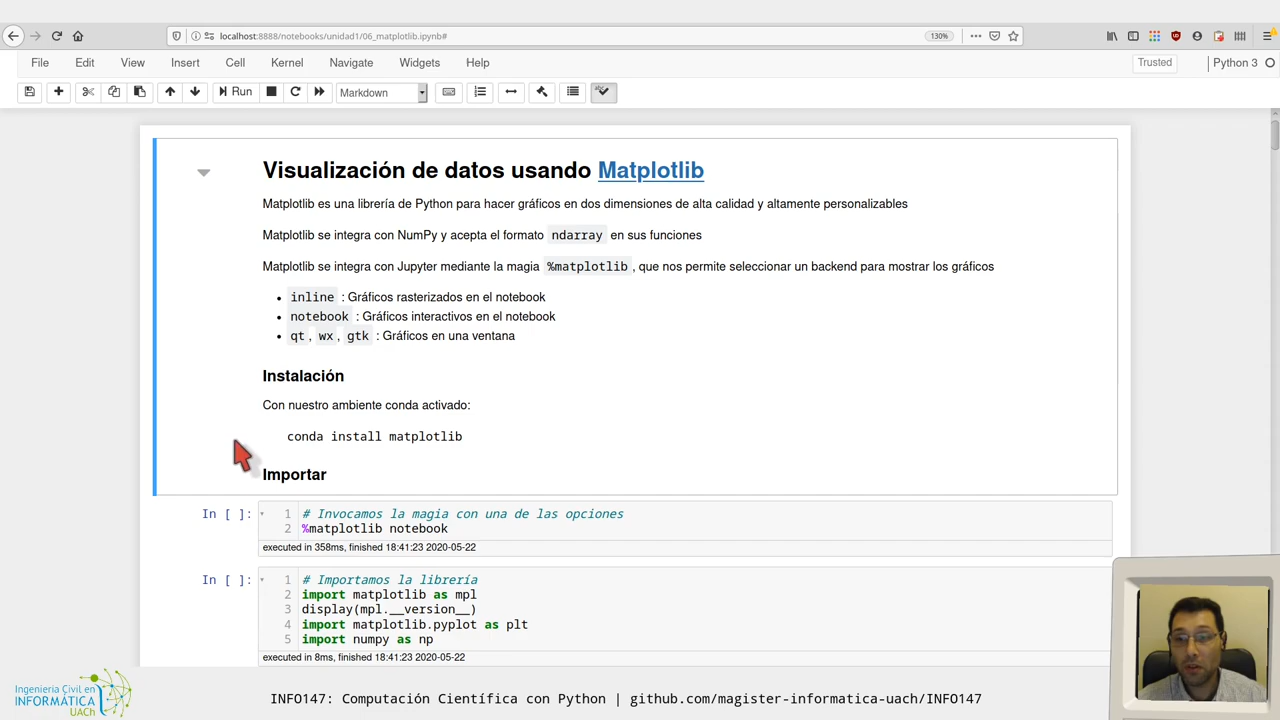 localhost:8888/notebooks/unidad1/06_matplotlib.ipynb#
130%
File Edit View Insert Cell Kernel Navigate Widgets Help
Trusted
Python 3
Run
Markdown
Visualización de datos usando Matplotlib
Matplotlib es una librería de Python para hacer gráficos en dos dimensiones de alta calidad y altamente personalizables
Matplotlib se integra con NumPy y acepta el formato ndarray en sus funciones
Matplotlib se integra con Jupyter mediante la magia %matplotlib , que nos permite seleccionar un backend para mostrar los gráficos
• inline : Gráficos rasterizados en el notebook
• notebook : Gráficos interactivos en el notebook
• qt , wx , gtk : Gráficos en una ventana
Instalación
Con nuestro ambiente conda activado:
conda install matplotlib
Importar
In [ ]:
1 # Invocamos la magia con una de las opciones
2 %matplotlib notebook
executed in 358ms, finished 18:41:23 2020-05-22
In [ ]:
1 # Importamos la librería
2 import matplotlib as mpl
3 display(mpl.__version__)
4 import matplotlib.pyplot as plt
5 import numpy as np
executed in 8ms, finished 18:41:23 2020-05-22
Ingeniería Civil en
INFORMÁTICA
UACh
INFO147: Computación Científica con Python | github.com/magister-informatica-uach/INFO147